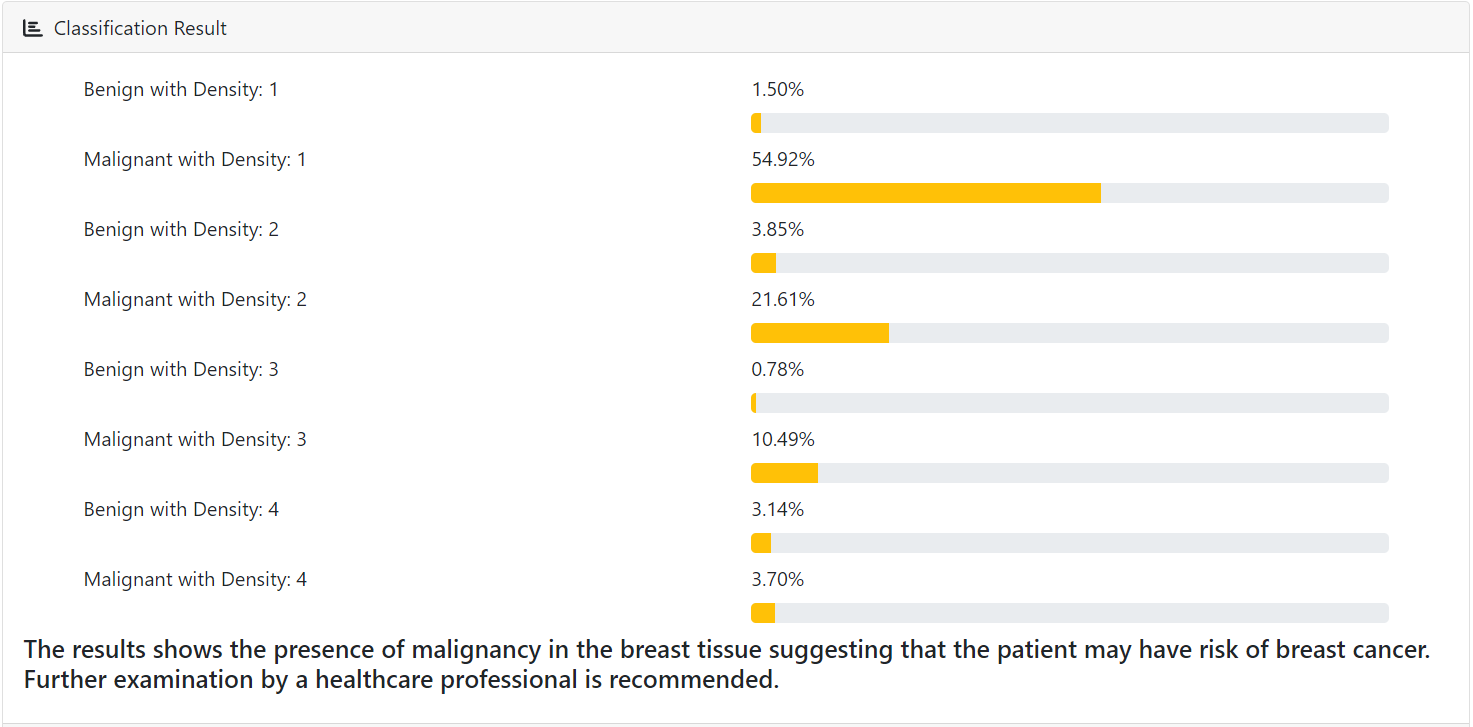 Classification Result
Benign with Density: 1
1.50%
Malignant with Density: 1
54.92%
Benign with Density: 2
3.85%
Malignant with Density: 2
21.61%
Benign with Density: 3
0.78%
Malignant with Density: 3
10.49%
Benign with Density: 4
3.14%
Malignant with Density: 4
3.70%
The results shows the presence of malignancy in the breast tissue suggesting that the patient may have risk of breast cancer.
Further examination by a healthcare professional is recommended.